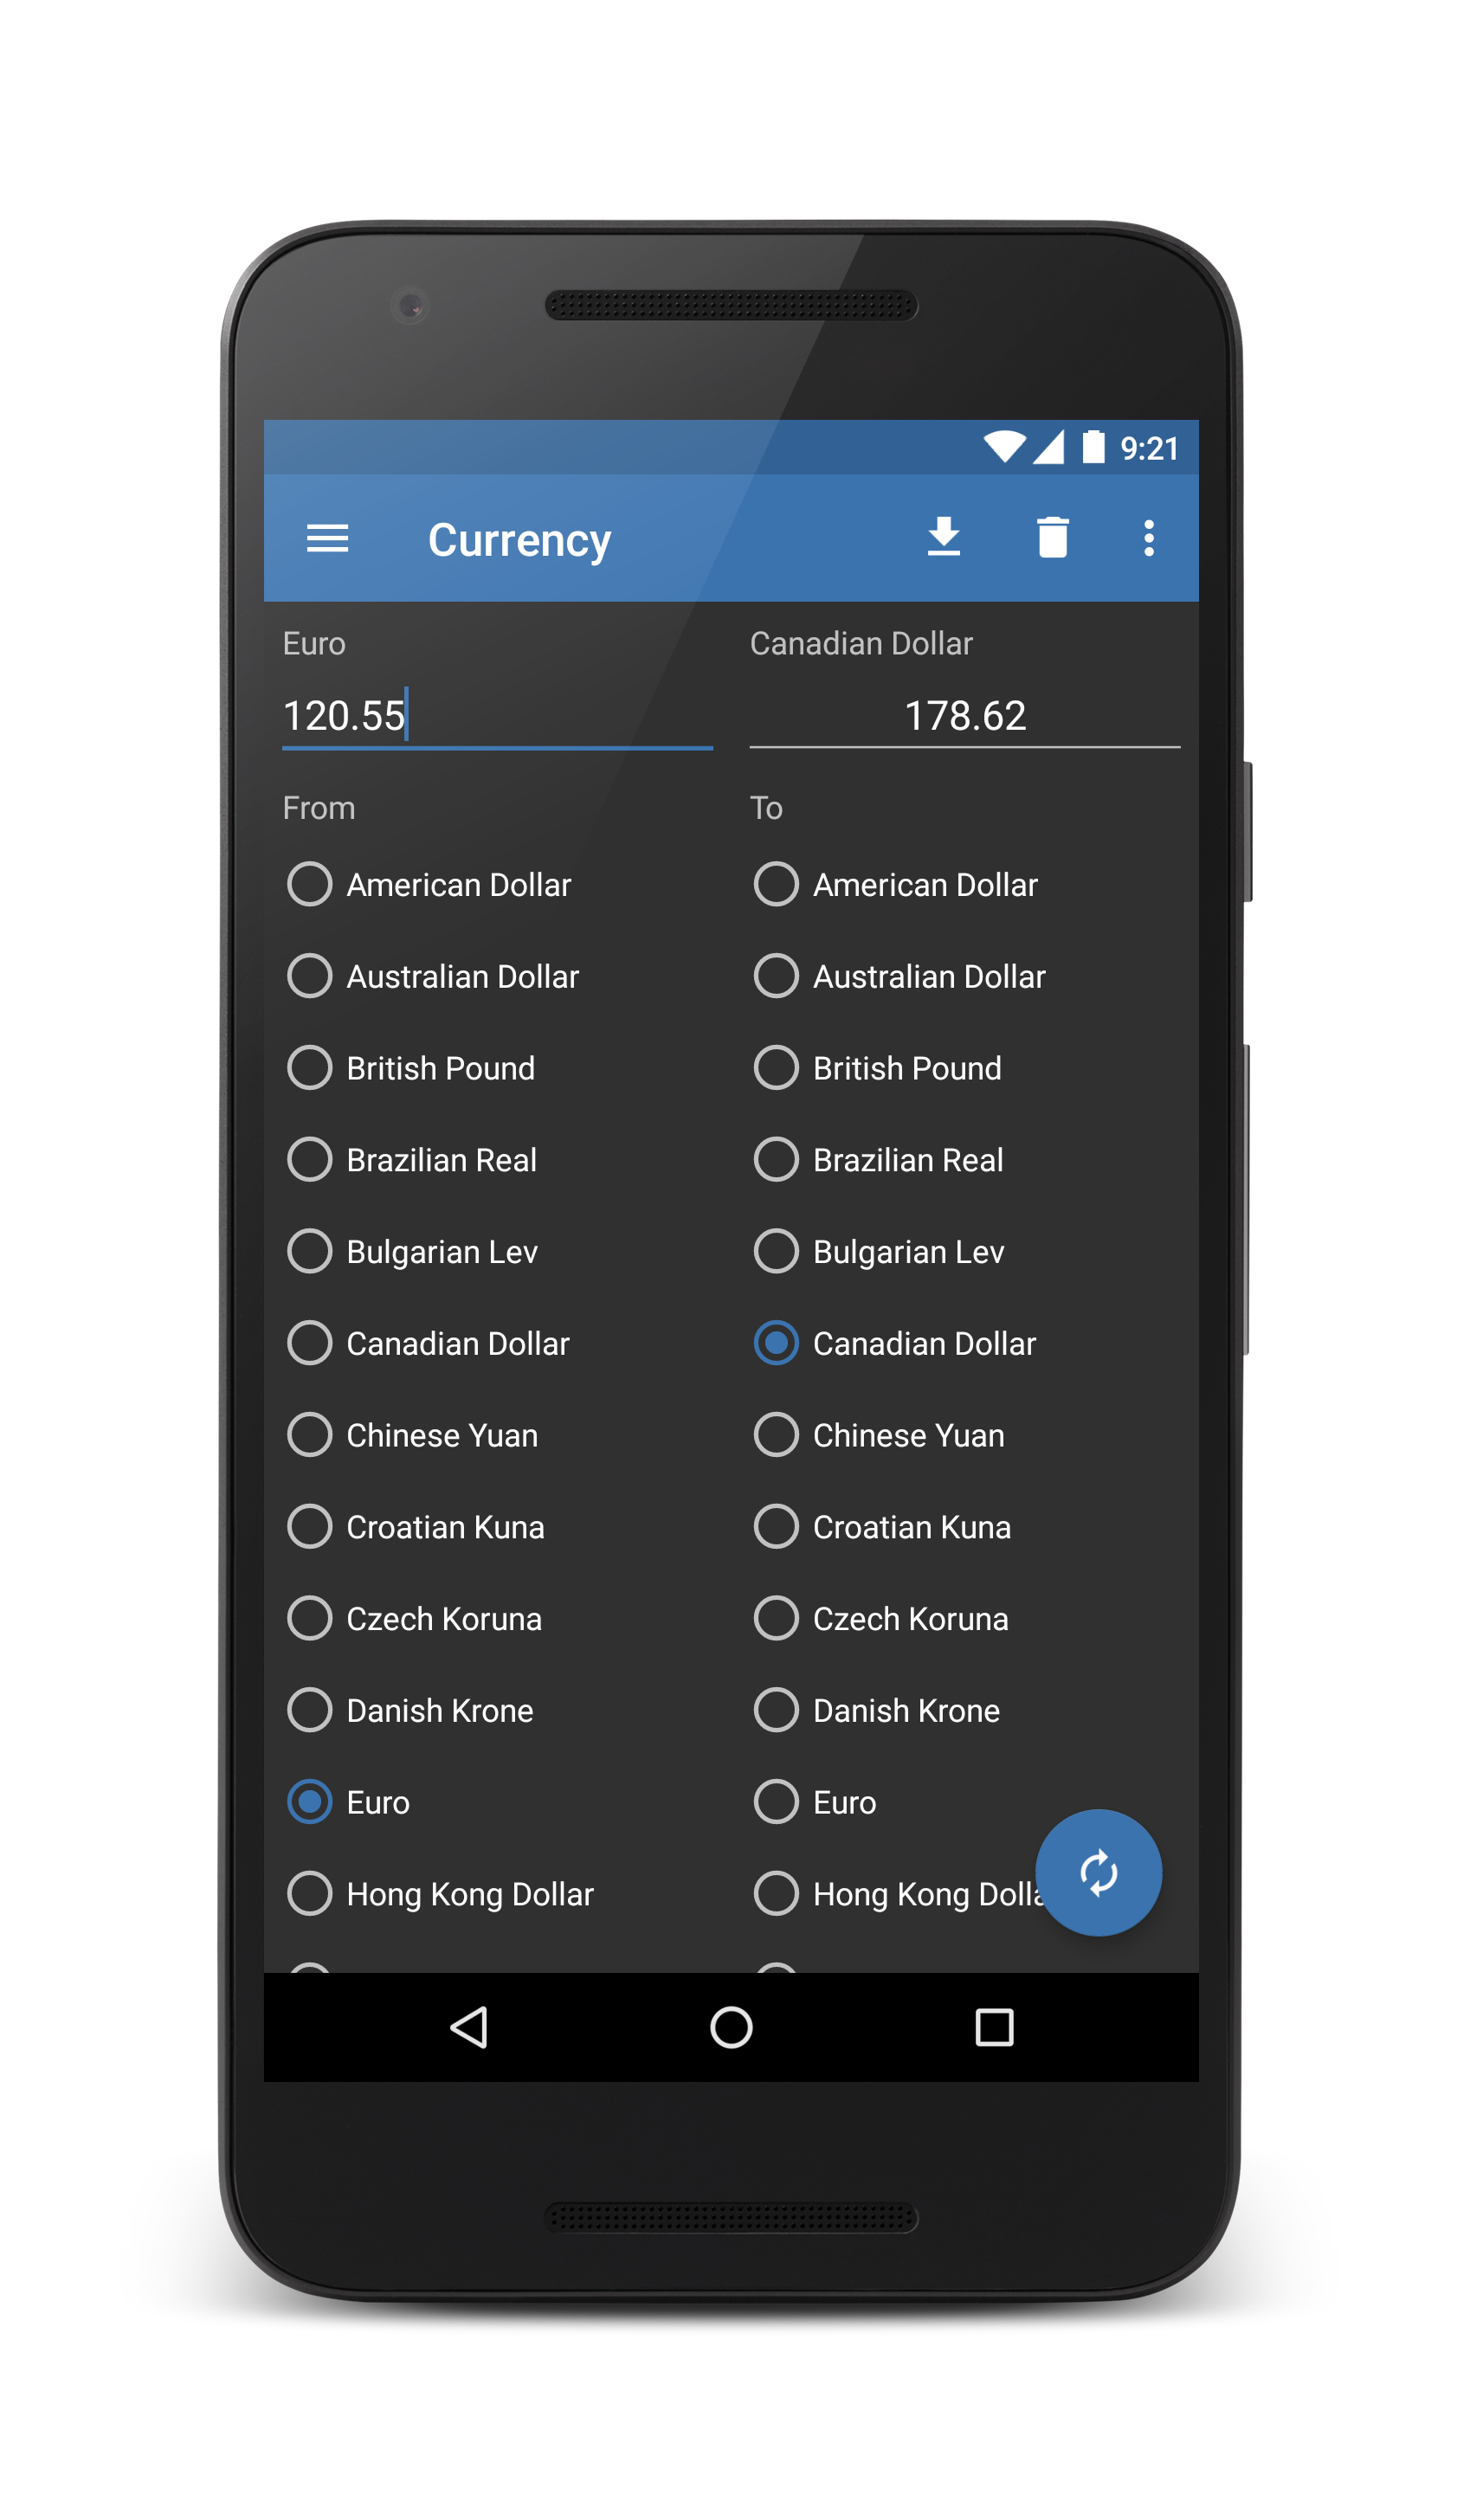 9:21
Currency
Euro Canadian Dollar
120.55 178.62
From To
American Dollar American Dollar
Australian Dollar Australian Dollar
British Pound British Pound
Brazilian Real Brazilian Real
Bulgarian Lev Bulgarian Lev
Canadian Dollar Canadian Dollar
Chinese Yuan Chinese Yuan
Croatian Kuna Croatian Kuna
Czech Koruna Czech Koruna
Danish Krone Danish Krone
Euro Euro
Hong Kong Dollar Hong Kong Dolla